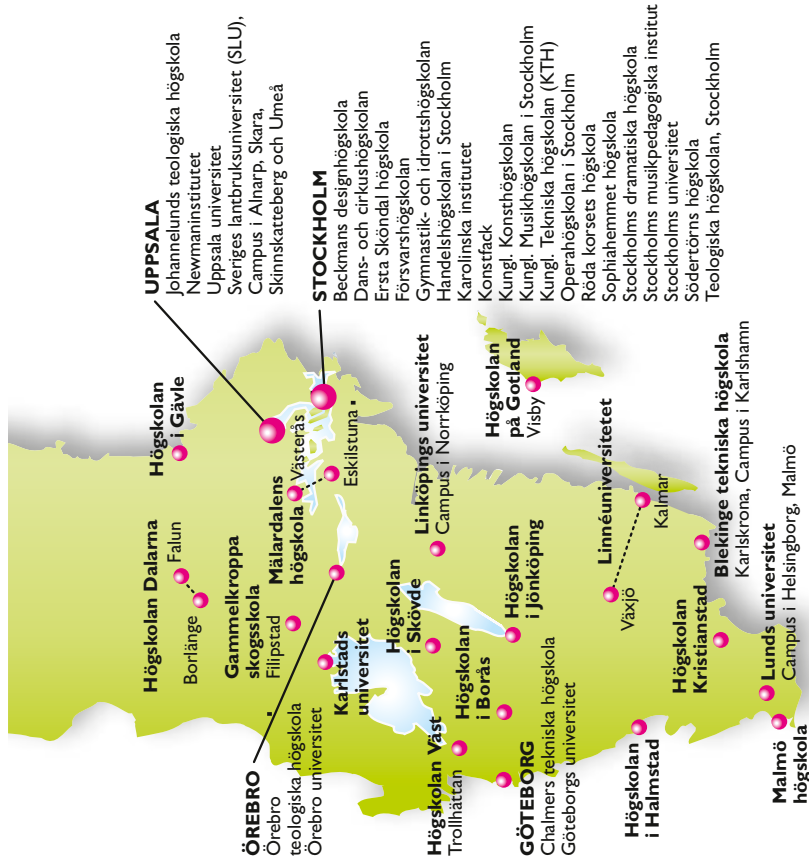 UPPSALA
Johannelunds teologiska högskola
Newmaninstitutet
Uppsala universitet
Sveriges lantbruksuniversitet (SLU),
Campus i Alnarp, Skara,
Skinnskatteberg och Umeå
STOCKHOLM
Beckmans designhögskola
Dans- och cirkushögskolan
Ersta Sköndal högskola
Försvarshögskolan
Gymnastik- och idrottshögskolan
Handelshögskolan i Stockholm
Karolinska institutet
Konstfack
Kungl. Konsthögskolan
Kungl. Musikhögskolan i Stockholm
Kungl. Tekniska högskolan (KTH)
Operahögskolan i Stockholm
Röda korsets högskola
Sophiahemmet högskola
Stockholms dramatiska högskola
Stockholms musikpedagogiska institut
Stockholms universitet
Södertörns högskola
Teologiska högskolan, Stockholm
Högskolan
i Gävle
Högskolan Dalarna
Falun
Borlänge
Gammelkroppa
skogsskola
Filipstad
Mälardalens
högskola
Västerås
Eskilstuna
Karlstads
universitet
ÖREBRO
Örebro
teologiska högskola
Örebro universitet
Högskolan
i Skövde
Linköpings universitet
Campus i Norrköping
Högskolan
på Gotland
Visby
Högskolan Väst
Trollhättan
Högskolan
i Borås
Högskolan
i Jönköping
GÖTEBORG
Chalmers tekniska högskola
Göteborgs universitet
Linnéuniversitetet
Växjö
Kalmar
Högskolan
i Halmstad
Högskolan
Kristianstad
Blekinge tekniska högskola
Karlskrona, Campus i Karlshamn
Lunds universitet
Campus i Helsingborg, Malmö
Malmö
högskola